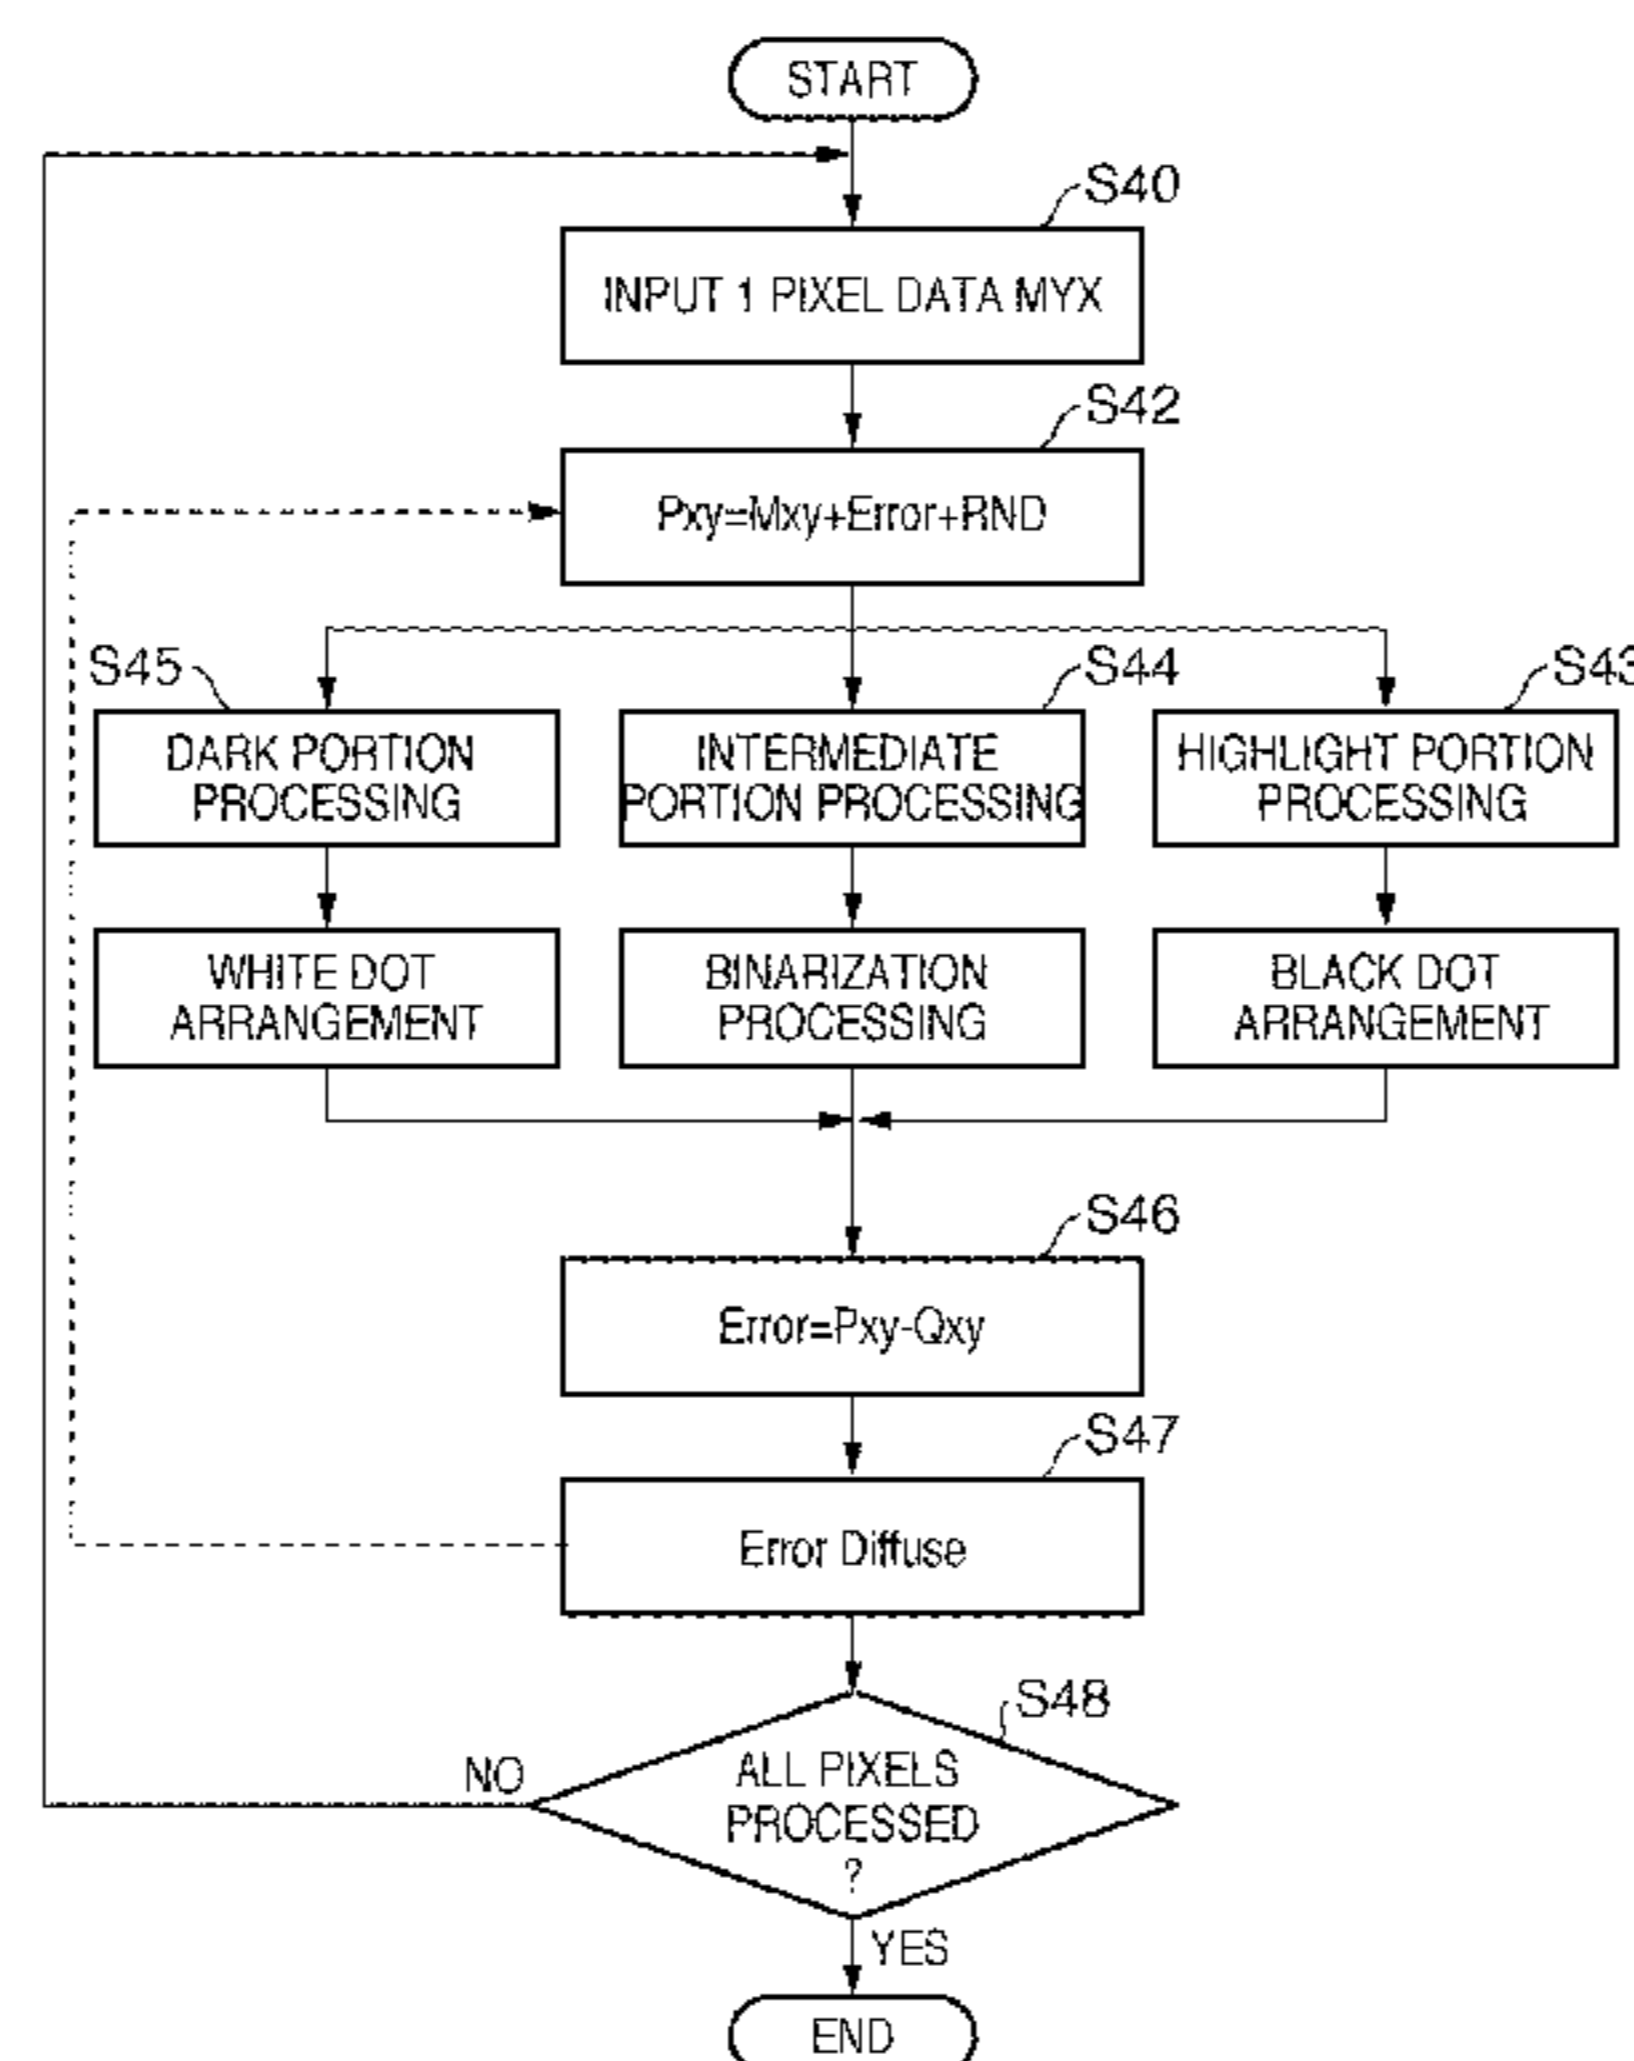 START
S40
INPUT 1 PIXEL DATA MYX
S42
Pxy=Mxy+Error+RND
S45
S44
S43
DARK PORTION
PROCESSING
INTERMEDIATE
PORTION PROCESSING
HIGHLIGHT PORTION
PROCESSING
WHITE DOT
ARRANGEMENT
BINARIZATION
PROCESSING
BLACK DOT
ARRANGEMENT
S46
Error=Pxy-Qxy
S47
Error Diffuse
S48
ALL PIXELS
PROCESSED
?
NO
YES
END